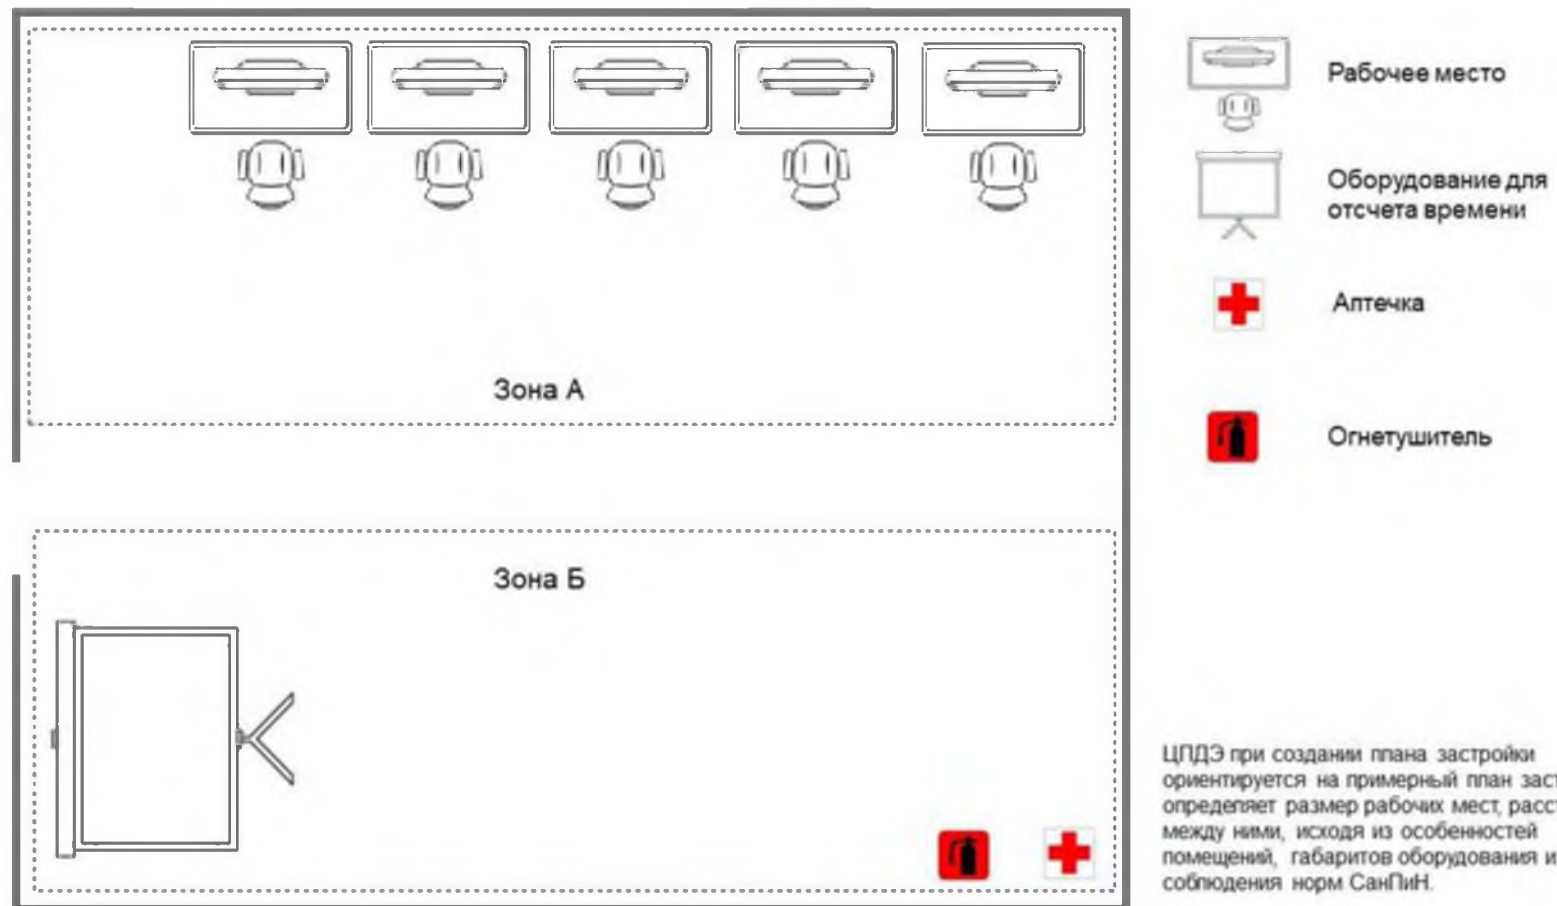 Зона А
Зона Б
Рабочее место
Оборудование для
отсчета времени
Аптечка
Огнетушитель
ЦПДЭ при создании плана застройки
ориентируется на примерный план заст
определяет размер рабочих мест, расст
между ними, исходя из особенностей
помещений, габаритов оборудования и
соблюдения норм СанПиН.